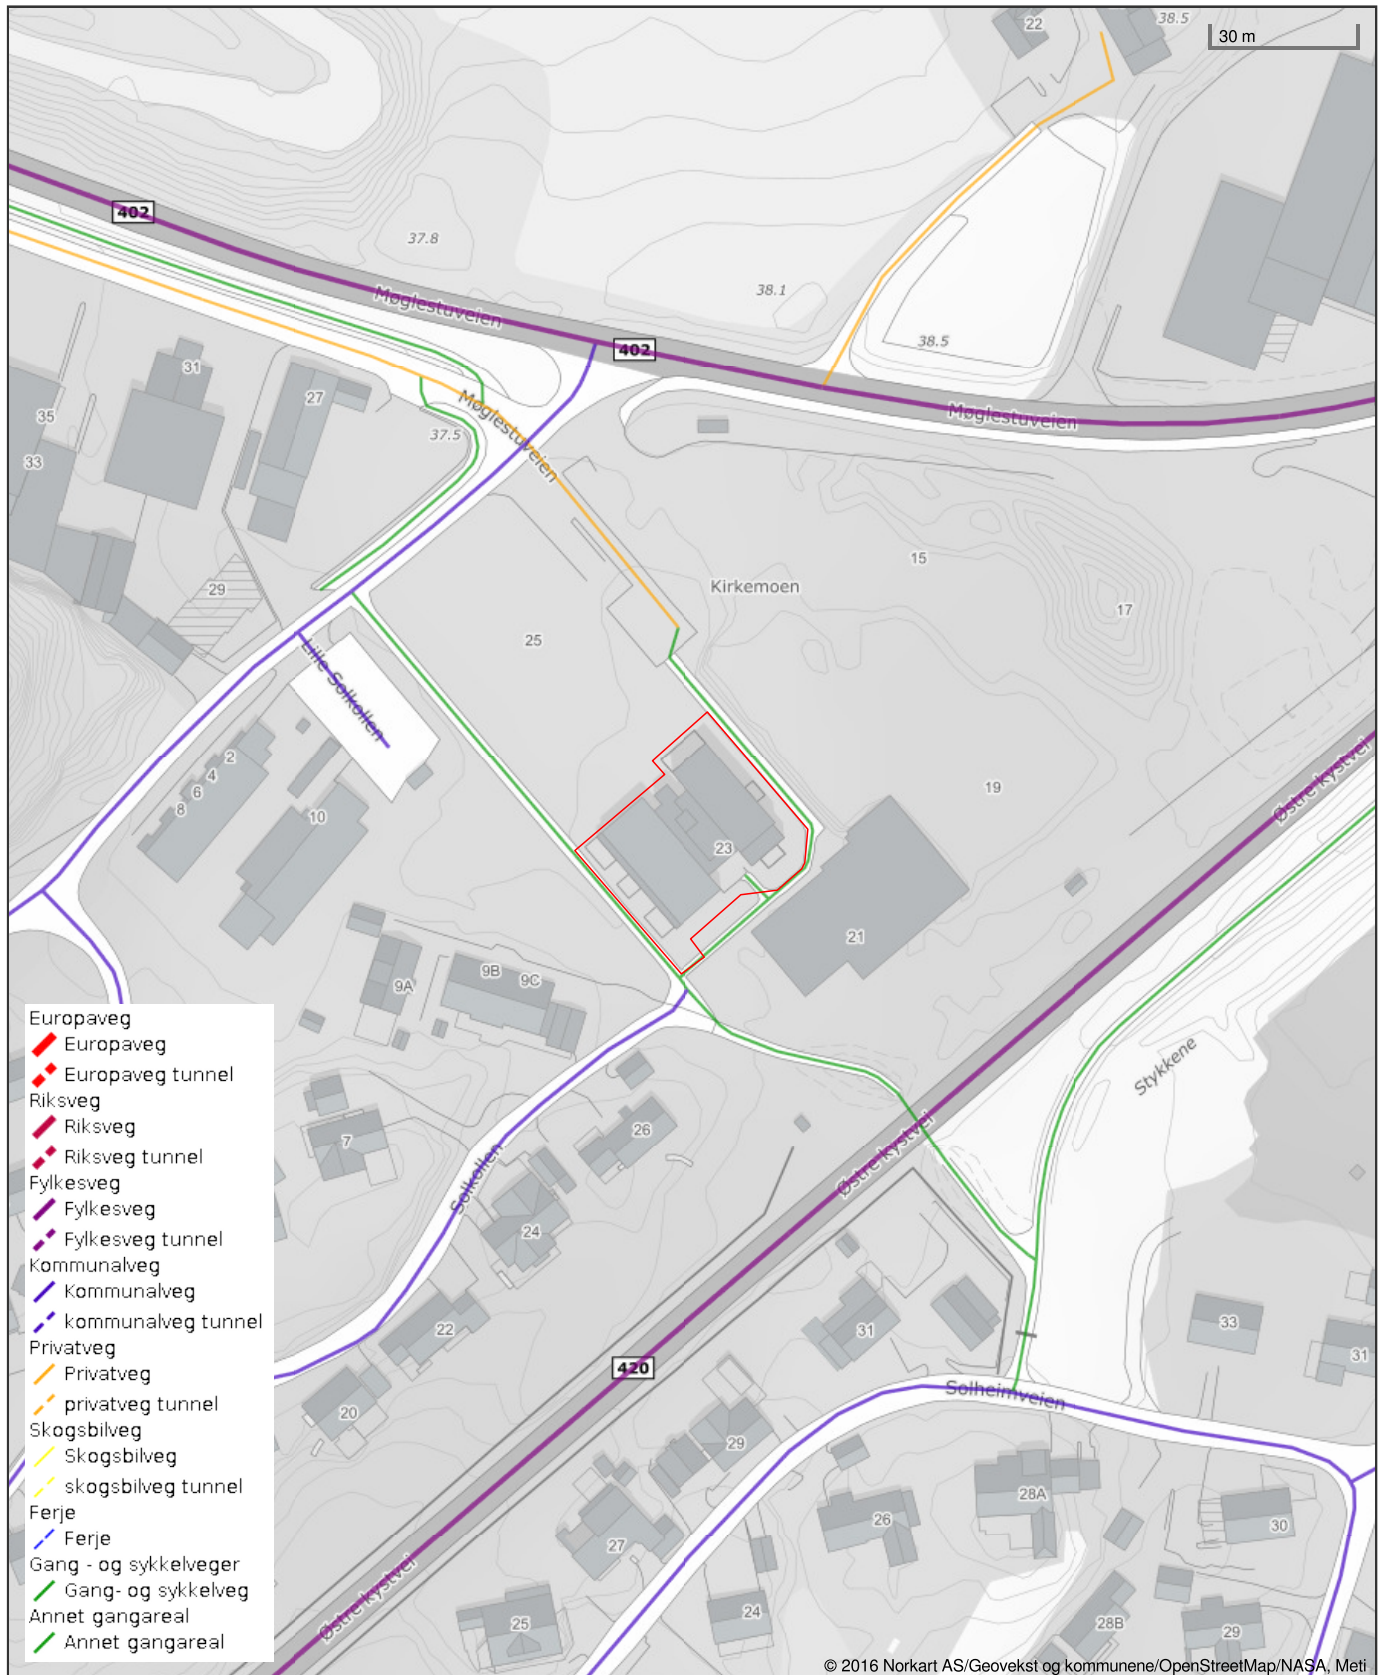 22
38.5
30 m
402
37.8
Møglestuveien
38.1
402
38.5
31
27
Møglestuveien
35
Møglestuveien
37.5
33
15
Kirkemoen
29
17
25
Lille Solkollen
Østre kystvei
2
4
6
8
10
19
23
21
9A
9B
9C
Stykkene
Europaveg
Europaveg
Europaveg tunnel
Riksveg
Riksveg
Riksveg tunnel
Fylkesveg
Fylkesveg
Fylkesveg tunnel
Kommunalveg
Kommunalveg
kommunalveg tunnel
Privatveg
Privatveg
privatveg tunnel
Skogsbilveg
Skogsbilveg
skogsbilveg tunnel
Ferje
Ferje
Gang - og sykkelveger
Gang- og sykkelveg
Annet gangareal
Annet gangareal
7
26
Østre kystvei
Solkollen
24
22
31
33
31
420
20
Solheimveien
29
28A
26
30
27
Østre kystvei
25
24
28B
29
© 2016 Norkart AS/Geovekst og kommunene/OpenStreetMap/NASA, Meti